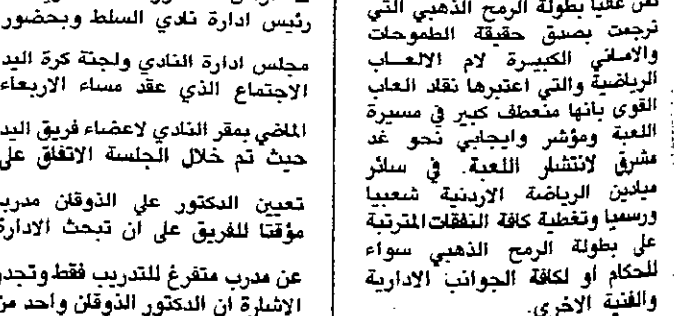 نفن عقبا بطولة الرمح الذهبي التي
ترجمت بصدق حقيقة الطموحات
والاماني الكبيرة لام الالعاب
الرياضية والتي اعتبرها نقاد العاب
القوى بانها منعطف كبير في مسيرة
اللعبة ومؤشر وايجابي نحو غد
مشرق لانتشار اللعبة. في سائر
ميادين الرياضة الاردنية شعبيا
ورسميا وتغطية كافة النفقات المترتبة
على بطولة الرمح الذهبي سواء
للحكام او لكافة الجوانب الادارية
والفنية الاخرى.
رئيس ادارة نادي السلط وبحضور
مجلس ادارة النادي ولجنة كرة اليد
الاجتماع الذي عقد مساء الاربعاء
الماضي بمقر النادي لاعضاء فريق اليد
حيث تم خلال الجلسة الاتفاق على
تعيين الدكتور علي الذوقان مدرب
مؤقتا للفريق على ان تبحث الادارة
عن مدرب متفرغ للتدريب فقط وتجدر
الاشارة ان الدكتور الذوقان واحد من